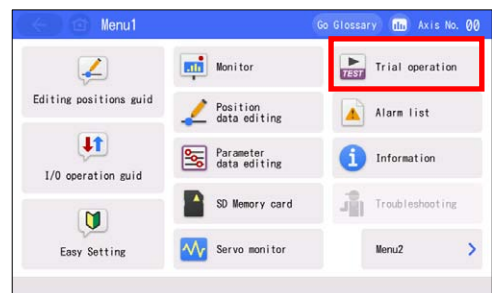 Menu1
Go Glossary
Axis No. 00
Editing positions guid
I/O operation guid
Easy Setting
Monitor
Position
data editing
Parameter
data editing
SD Memory card
Servo monitor
TEST
Trial operation
Alarm list
Information
Troubleshooting
Menu2